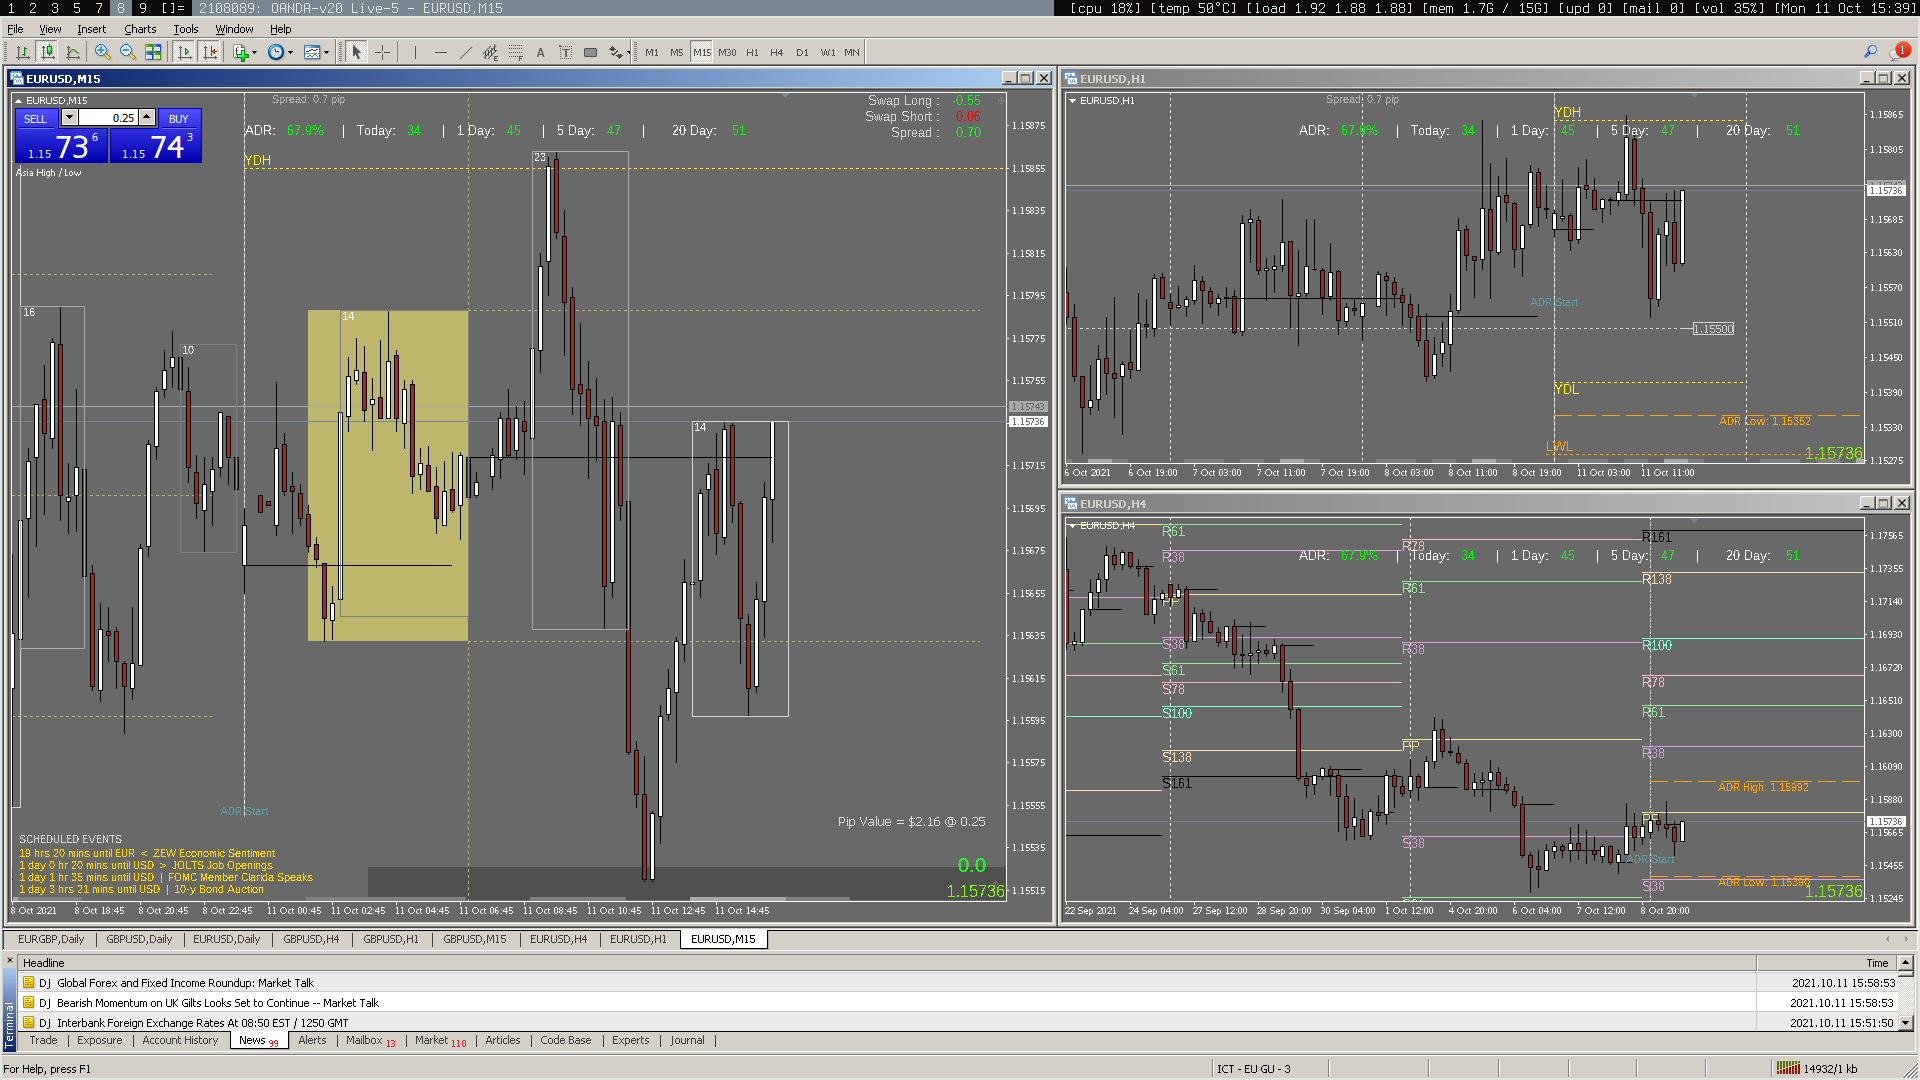 1 2 3 5 7 8 9 []= 2108089: OANDA-v20 Live-5 - EURUSD,M15 [cpu 18%] [temp 50°C] [load 1.92 1.88 1.88] [mem 1.7G / 15G] [upd 0] [mail 0] [vol 35%] [Mon 11 Oct 15:39]
File View Insert Charts Tools Window Help
M1 M5 M15 M30 H1 H4 D1 W1 MN 1
EURUSD,M15
EURUSD,M15
Spread: 0.7 pip
Swap Long : -0.55
SELL 0.25 BUY
Swap Short : 0.06
1.15 73 6 1.15 74 3
ADR: 67.9% | Today: 34 | 1 Day: 45 | 5 Day: 47 | 20 Day: 51
Spread : 0.70
YDH
Asia High / Low
16
10
14
23
14
1.15875
1.15855
1.15835
1.15815
1.15795
1.15775
1.15755
1.15743
1.15736
1.15715
1.15695
1.15675
1.15655
1.15635
1.15615
1.15595
1.15575
1.15555
1.15535
1.15515
ADR Start
Pip Value = $2.16 @ 0.25
SCHEDULED EVENTS
19 hrs 20 mins until EUR < ZEW Economic Sentiment
1 day 0 hr 20 mins until USD > JOLTS Job Openings
1 day 1 hr 35 mins until USD | FOMC Member Clarida Speaks
1 day 3 hrs 21 mins until USD | 10-y Bond Auction
0.0
1.15736
8 Oct 2021 8 Oct 18:45 8 Oct 20:45 8 Oct 22:45 11 Oct 00:45 11 Oct 02:45 11 Oct 04:45 11 Oct 06:45 11 Oct 08:45 11 Oct 10:45 11 Oct 12:45 11 Oct 14:45
EURUSD,H1
EURUSD,H1
Spread: 0.7 pip
YDH
ADR: 67.9% | Today: 34 | 1 Day: 45 | 5 Day: 47 | 20 Day: 51
1.15865
1.15805
1.15736
1.15685
1.15630
1.15570
1.15510
1.15450
1.15390
1.15330
1.15275
ADR Start
1.15500
YDL
ADR Low: 1.15352
LWL
1.15736
6 Oct 2021 6 Oct 19:00 7 Oct 03:00 7 Oct 11:00 7 Oct 19:00 8 Oct 03:00 8 Oct 11:00 8 Oct 19:00 11 Oct 03:00 11 Oct 11:00
EURUSD,H4
EURUSD,H4
ADR: 67.9% | Today: 34 | 1 Day: 45 | 5 Day: 47 | 20 Day: 51
R61
R38
PP
S38
S61
S78
S100
S138
S161
R78
R61
R38
PP
S38
R161
R138
R100
R78
R61
R38
ADR High: 1.15992
PP
ADR Start
S38
ADR Low: 1.15390
1.15736
1.17565
1.17355
1.17140
1.16930
1.16720
1.16510
1.16300
1.16090
1.15880
1.15736
1.15665
1.15455
1.15245
22 Sep 2021 24 Sep 04:00 27 Sep 12:00 28 Sep 20:00 30 Sep 04:00 1 Oct 12:00 4 Oct 20:00 6 Oct 04:00 7 Oct 12:00 8 Oct 20:00
EURGBP,Daily GBPUSD,Daily EURUSD,Daily GBPUSD,H4 GBPUSD,H1 GBPUSD,M15 EURUSD,H4 EURUSD,H1 EURUSD,M15
Headline Time
DJ Global Forex and Fixed Income Roundup: Market Talk 2021.10.11 15:58:53
DJ Bearish Momentum on UK Gilts Looks Set to Continue -- Market Talk 2021.10.11 15:58:53
DJ Interbank Foreign Exchange Rates At 08:50 EST / 1250 GMT 2021.10.11 15:51:50
Terminal
Trade Exposure Account History News 99 Alerts Mailbox 13 Market 110 Articles Code Base Experts Journal
For Help, press F1 ICT - EU GU - 3 14932/1 kb